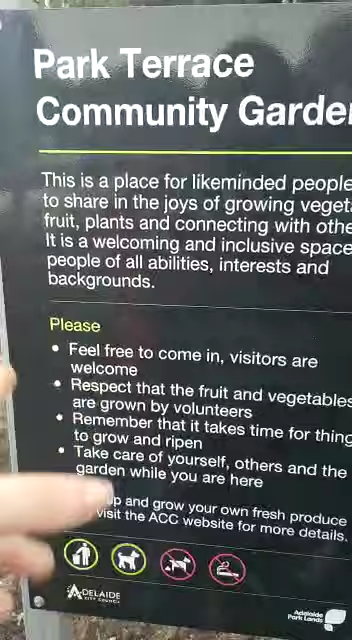 Park Terrace
Community Garde
This is a place for likeminded people
to share in the joys of growing veget
fruit, plants and connecting with othe
It is a welcoming and inclusive space
people of all abilities, interests and
backgrounds.
Please
• Feel free to come in, visitors are
welcome
• Respect that the fruit and vegetables
are grown by volunteers
• Remember that it takes time for thing
to grow and ripen
• Take care of yourself, others and the
garden while you are here
up and grow your own fresh produce
visit the ACC website for more details.
ADELAIDE
CITY COUNCIL
Adelaide
Park Lands